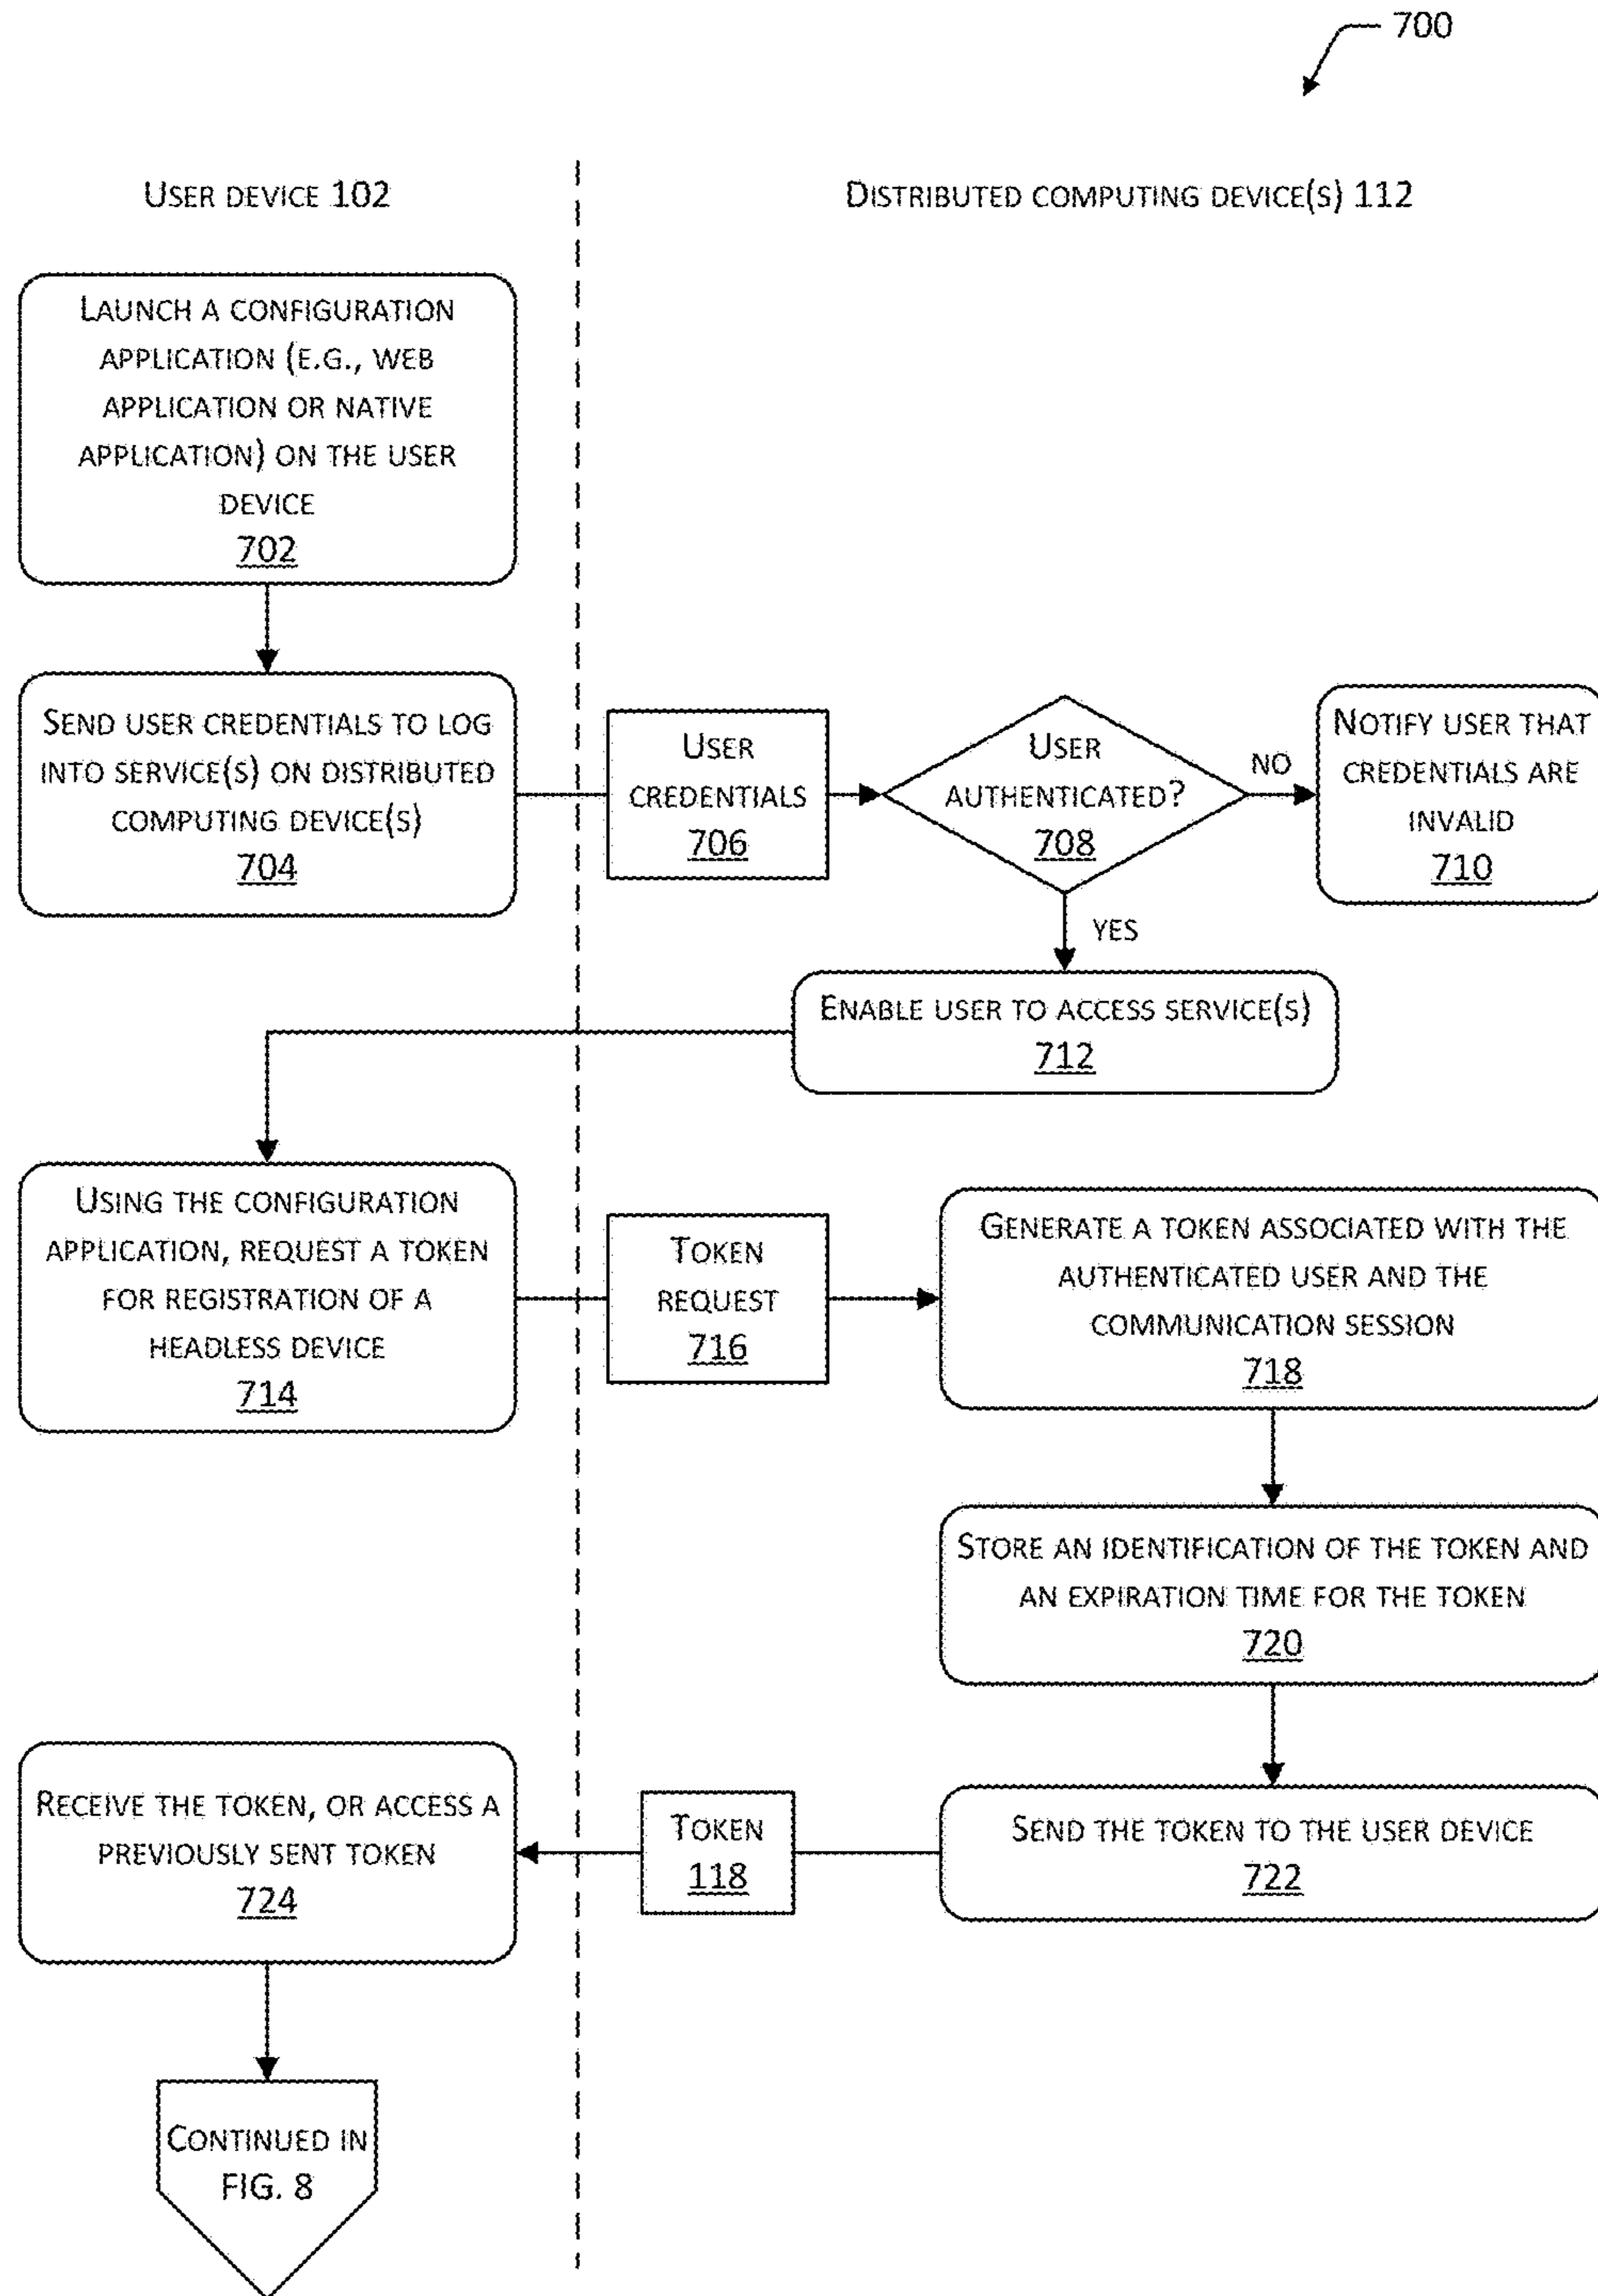 700
USER DEVICE 102
DISTRIBUTED COMPUTING DEVICE(S) 112
LAUNCH A CONFIGURATION
APPLICATION (E.G., WEB
APPLICATION OR NATIVE
APPLICATION) ON THE USER
DEVICE
702
SEND USER CREDENTIALS TO LOG
INTO SERVICE(S) ON DISTRIBUTED
COMPUTING DEVICE(S)
704
USER
CREDENTIALS
706
USER
AUTHENTICATED?
708
NO
NOTIFY USER THAT
CREDENTIALS ARE
INVALID
710
YES
ENABLE USER TO ACCESS SERVICE(S)
712
USING THE CONFIGURATION
APPLICATION, REQUEST A TOKEN
FOR REGISTRATION OF A
HEADLESS DEVICE
714
TOKEN
REQUEST
716
GENERATE A TOKEN ASSOCIATED WITH THE
AUTHENTICATED USER AND THE
COMMUNICATION SESSION
718
STORE AN IDENTIFICATION OF THE TOKEN AND
AN EXPIRATION TIME FOR THE TOKEN
720
SEND THE TOKEN TO THE USER DEVICE
722
TOKEN
118
RECEIVE THE TOKEN, OR ACCESS A
PREVIOUSLY SENT TOKEN
724
CONTINUED IN
FIG. 8